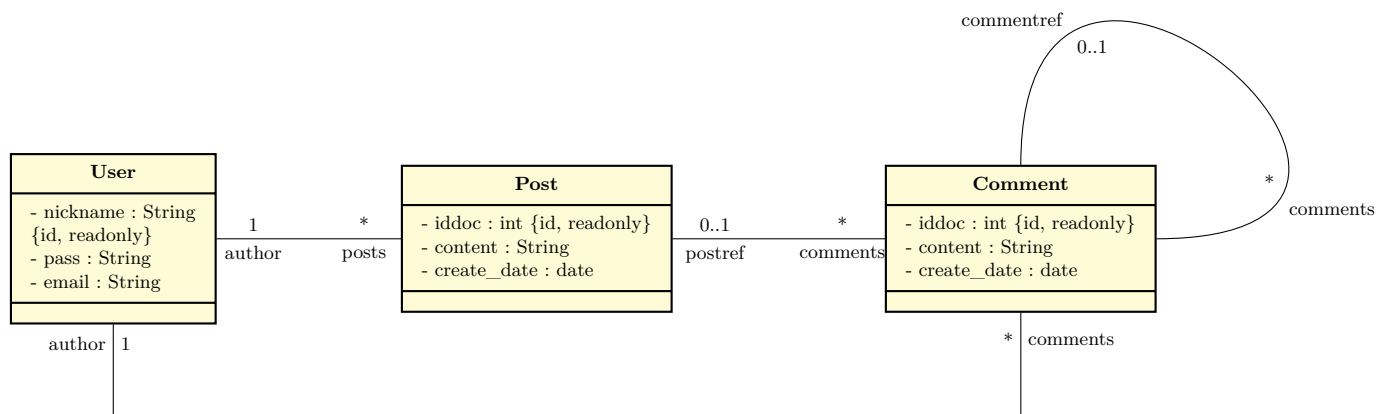 commentref
0..1
*
comments
User
- nickname : String
{id, readonly}
- pass : String
- email : String
1
author
*
posts
Post
- iddoc : int {id, readonly}
- content : String
- create_date : date
0..1
postref
*
comments
Comment
- iddoc : int {id, readonly}
- content : String
- create_date : date
author
1
*
comments